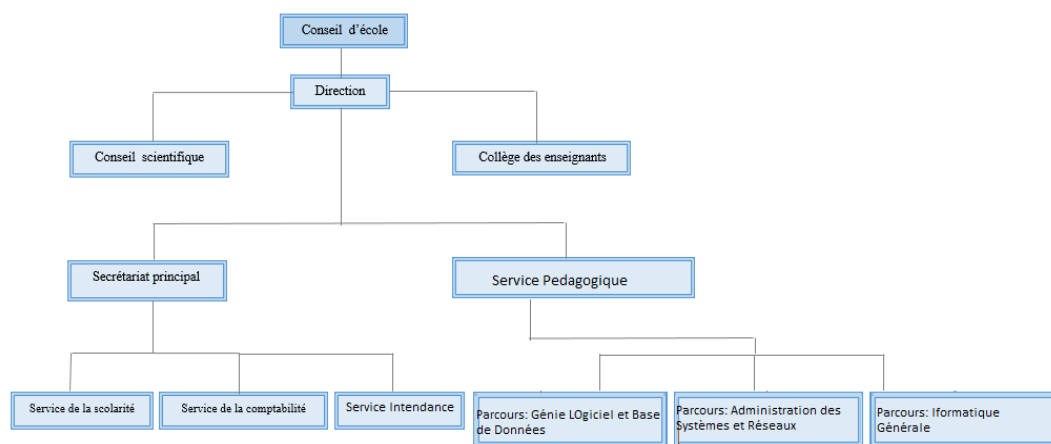 Conseil d'école
Direction
Conseil scientifique
Collège des enseignants
Secrétariat principal
Service Pedagogique
Service de la scolarité
Service de la comptabilité
Service Intendance
Parcours: Génie LOgiciel et Base
de Données
Parcours: Administration des
Systèmes et Réseaux
Parcours: Iformatique
Générale